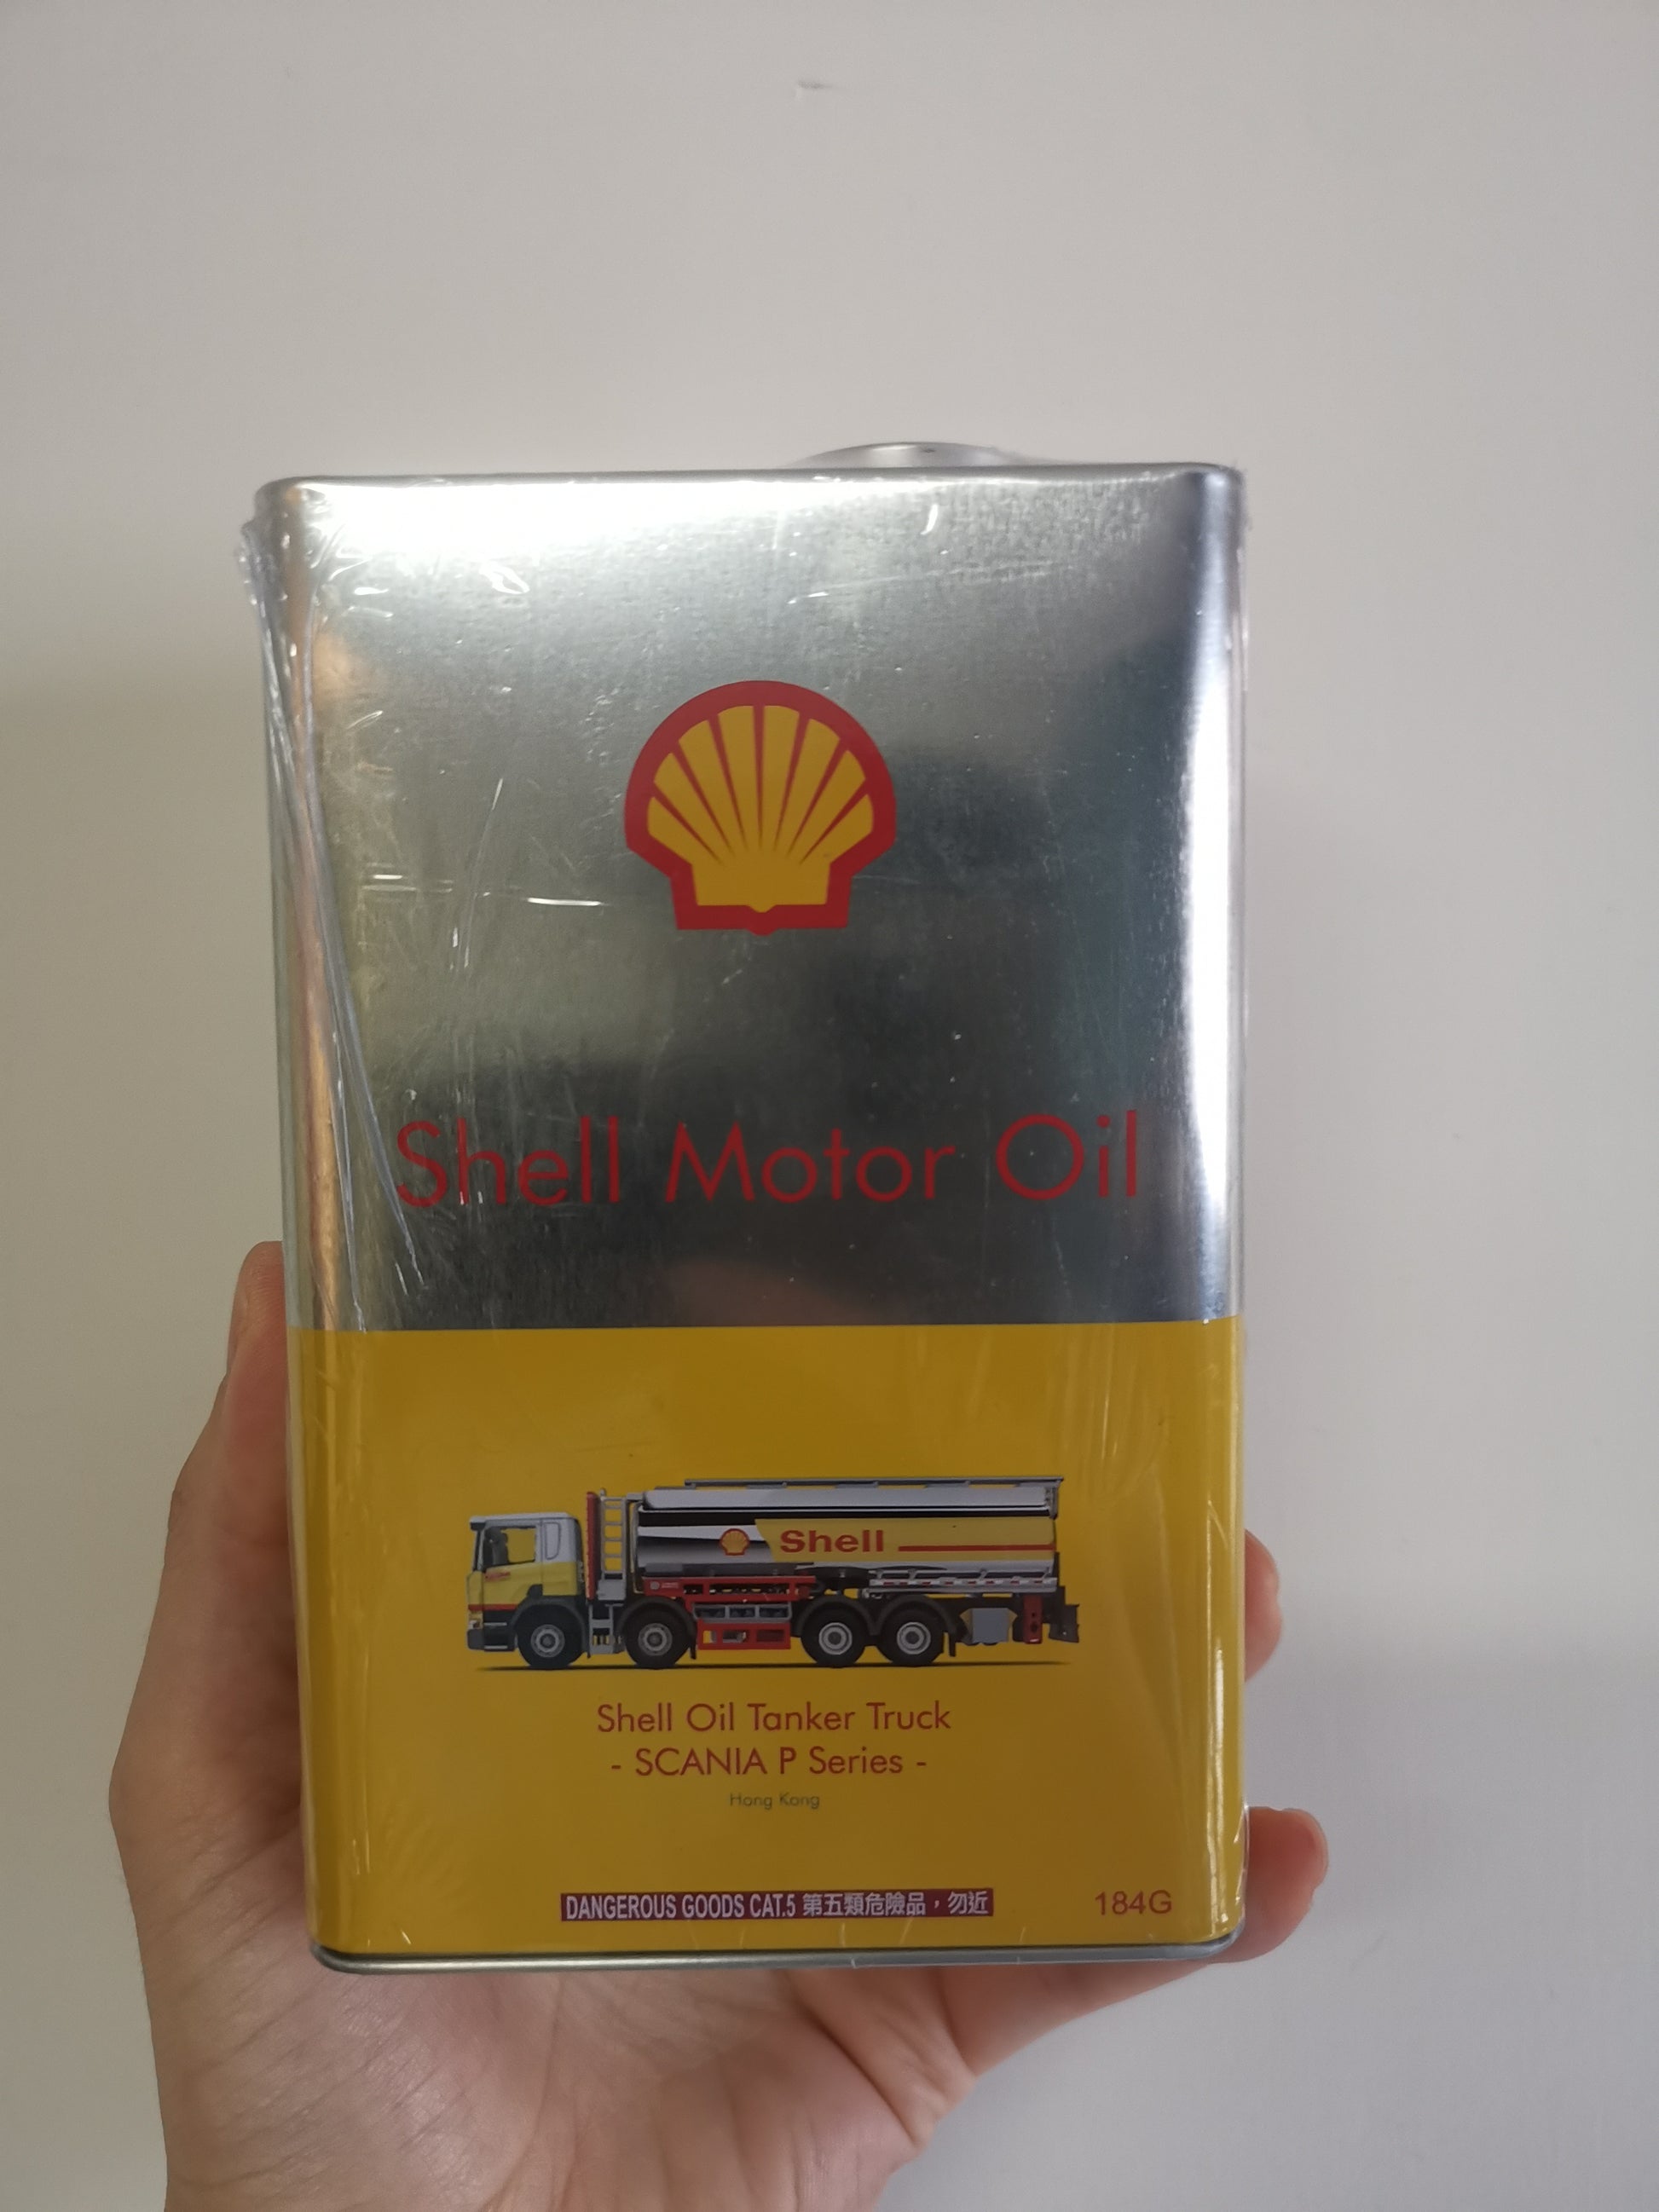 Shell Motor Oil
Shell
Shell Oil Tanker Truck
- SCANIA P Series -
Hong Kong
DANGEROUS GOODS CAT.5 第五類危險品，勿近
184G